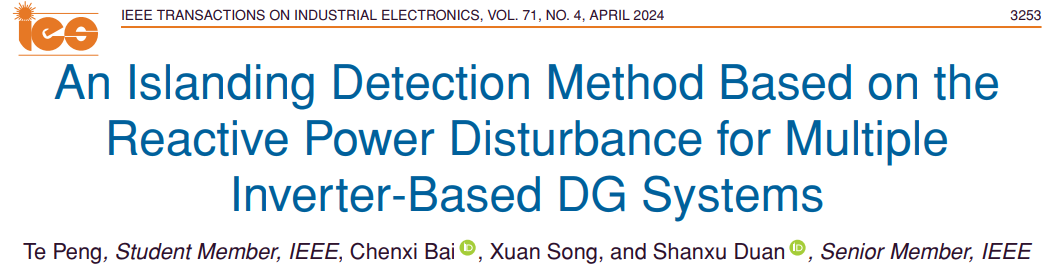 ies
IEEE TRANSACTIONS ON INDUSTRIAL ELECTRONICS, VOL. 71, NO. 4, APRIL 2024 3253
An Islanding Detection Method Based on the
Reactive Power Disturbance for Multiple
Inverter-Based DG Systems
Te Peng, Student Member, IEEE, Chenxi Bai iD, Xuan Song, and Shanxu Duan iD, Senior Member, IEEE